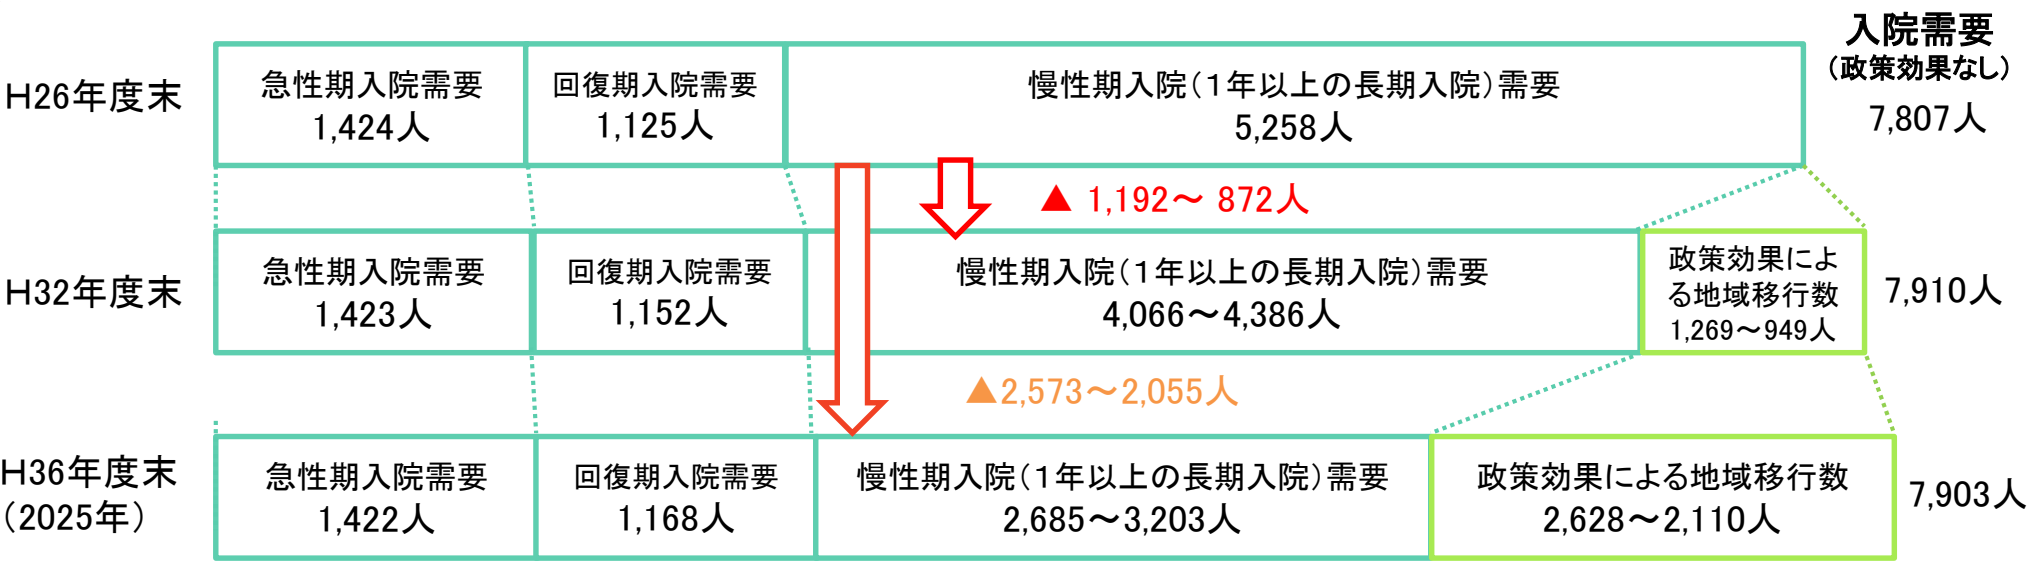 入院需要
（政策効果なし）
H26年度末
急性期入院需要
1,424人
回復期入院需要
1,125人
慢性期入院（１年以上の長期入院）需要
5,258人
7,807人
▲ 1,192～ 872人
H32年度末
急性期入院需要
1,423人
回復期入院需要
1,152人
慢性期入院（１年以上の長期入院）需要
4,066～4,386人
政策効果によ
る地域移行数
1,269～949人
7,910人
▲2,573～2,055人
H36年度末
（2025年）
急性期入院需要
1,422人
回復期入院需要
1,168人
慢性期入院（１年以上の長期入院）需要
2,685～3,203人
政策効果による地域移行数
2,628～2,110人
7,903人